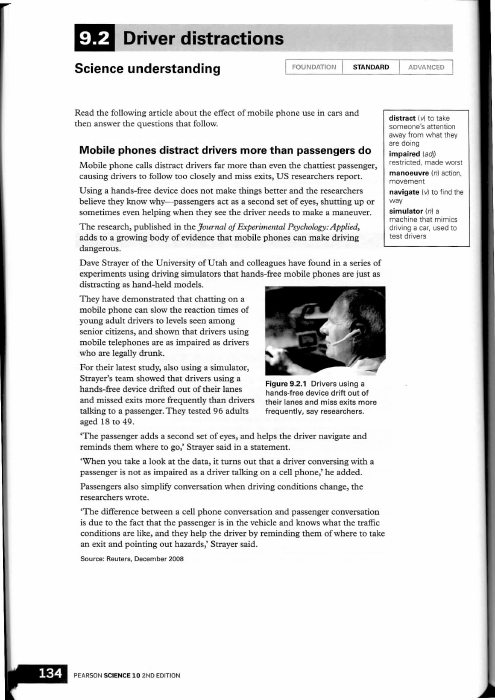 9.2 Driver distractions
Science understanding
FOUNDATION STANDARD ADVANCED
Read the following article about the effect of mobile phone use in cars and
then answer the questions that follow.
Mobile phones distract drivers more than passengers do
Mobile phone calls distract drivers far more than even the chattiest passenger,
causing drivers to follow too closely and miss exits, US researchers report.
Using a hands-free device does not make things better and the researchers
believe they know why—passengers act as a second set of eyes, shutting up or
sometimes even helping when they see the driver needs to make a maneuver.
The research, published in the Journal of Experimental Psychology: Applied,
adds to a growing body of evidence that mobile phones can make driving
dangerous.
Dave Strayer of the University of Utah and colleagues have found in a series of
experiments using driving simulators that hands-free mobile phones are just as
distracting as hand-held models.
They have demonstrated that chatting on a
mobile phone can slow the reaction times of
young adult drivers to levels seen among
senior citizens, and shown that drivers using
mobile telephones are as impaired as drivers
who are legally drunk.
For their latest study, also using a simulator,
Strayer's team showed that drivers using a
hands-free device drifted out of their lanes
and missed exits more frequently than drivers
talking to a passenger. They tested 96 adults
aged 18 to 49.
Figure 9.2.1 Drivers using a
hands-free device drift out of
their lanes and miss exits more
frequently, say researchers.
'The passenger adds a second set of eyes, and helps the driver navigate and
reminds them where to go,' Strayer said in a statement.
'When you take a look at the data, it turns out that a driver conversing with a
passenger is not as impaired as a driver talking on a cell phone,' he added.
Passengers also simplify conversation when driving conditions change, the
researchers wrote.
'The difference between a cell phone conversation and passenger conversation
is due to the fact that the passenger is in the vehicle and knows what the traffic
conditions are like, and they help the driver by reminding them of where to take
an exit and pointing out hazards,' Strayer said.
Source: Reuters, December 2008
distract (v) to take
someone's attention
away from what they
are doing
impaired (adj)
restricted, made worst
manoeuvre (n) action,
movement
navigate (v) to find the
way
simulator (n) a
machine that mimics
driving a car, used to
test drivers
134 PEARSON SCIENCE 10 2ND EDITION